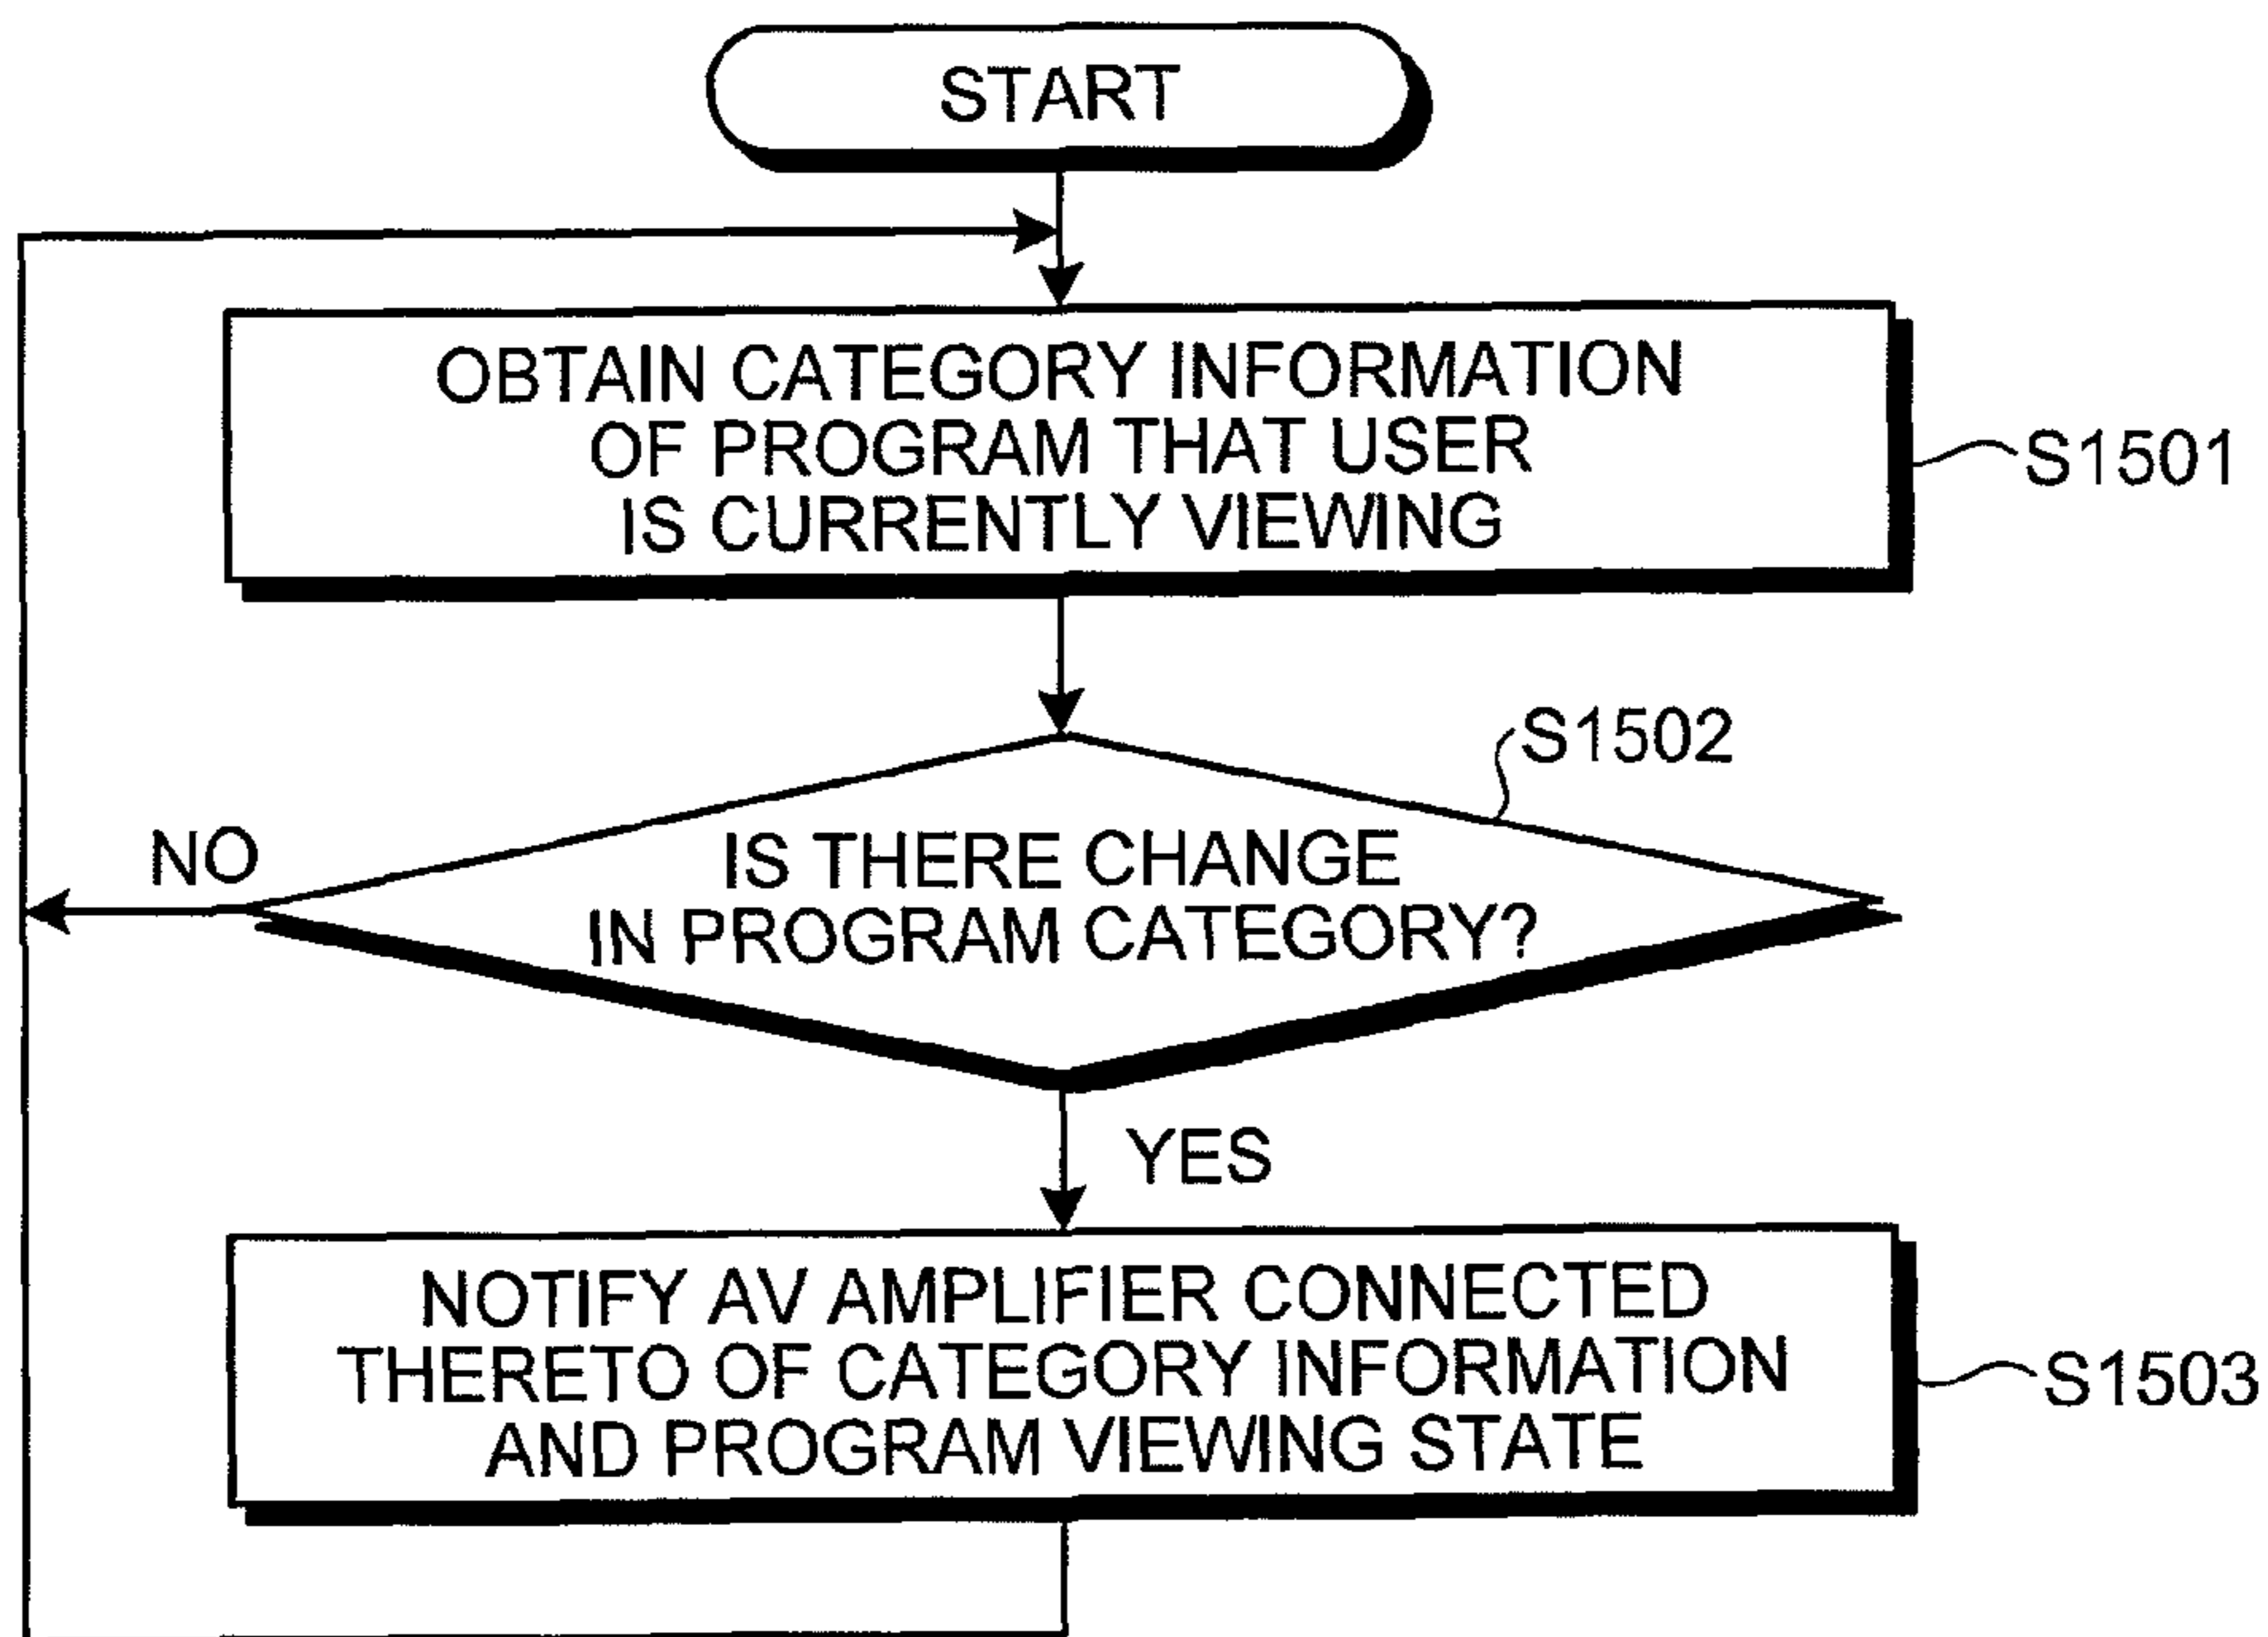 START
OBTAIN CATEGORY INFORMATION
OF PROGRAM THAT USER
IS CURRENTLY VIEWING
S1501
S1502
IS THERE CHANGE
IN PROGRAM CATEGORY?
NO
YES
NOTIFY AV AMPLIFIER CONNECTED
THERETO OF CATEGORY INFORMATION
AND PROGRAM VIEWING STATE
S1503